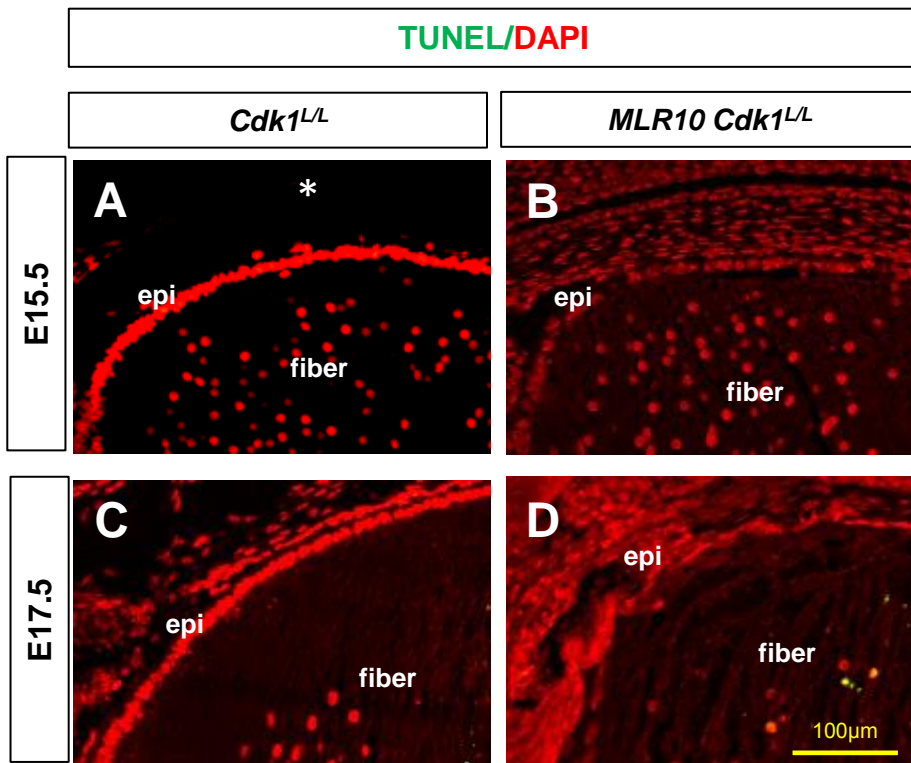 TUNEL/DAPI
Cdk1L/L
MLR10 Cdk1L/L
E15.5
A
*
epi
fiber
B
epi
fiber
E17.5
C
epi
fiber
D
epi
fiber
100µm